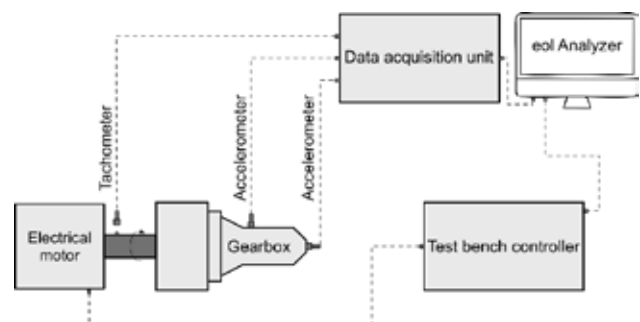 Data acquisition unit
eol Analyzer
Tachometer
Accelerometer
Accelerometer
Electrical
motor
Gearbox
Test bench controller